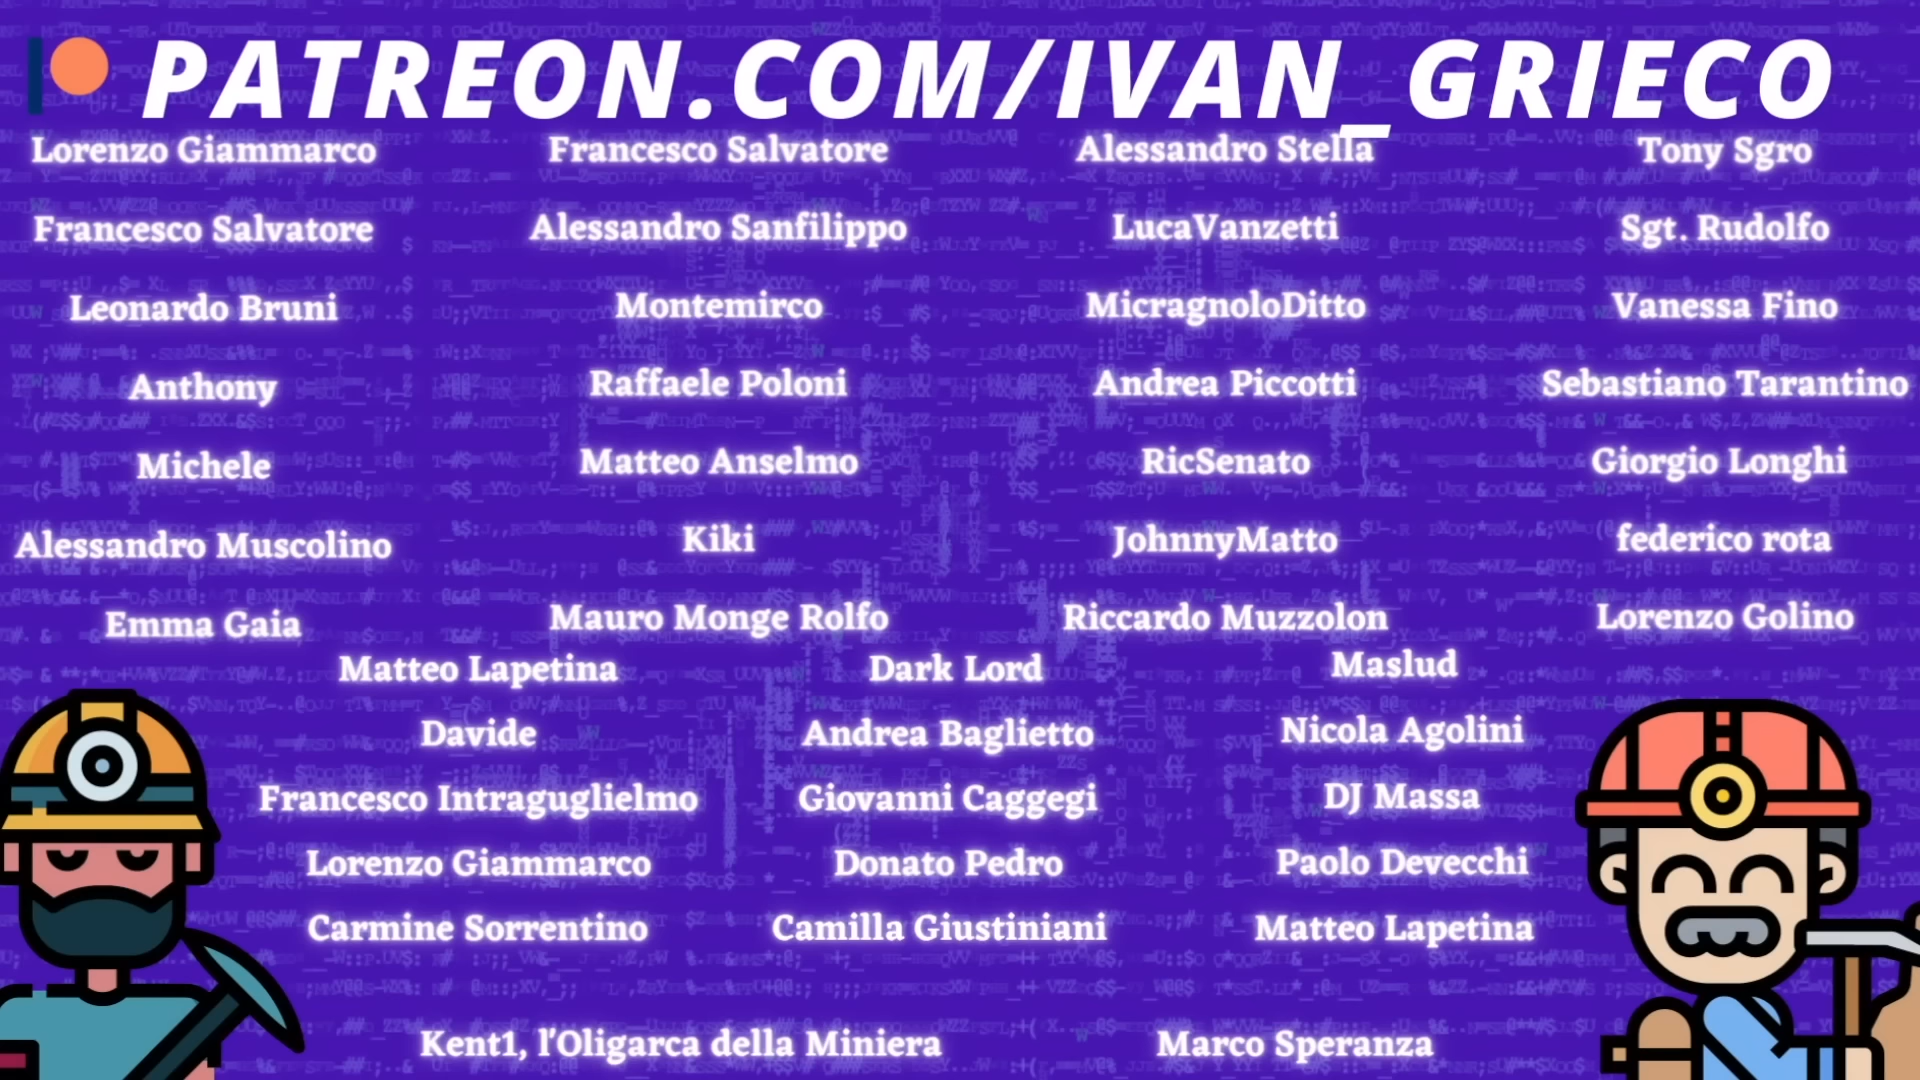 PATREON.COM/IVAN_GRIECO
Lorenzo Giammarco
Francesco Salvatore
Alessandro Stella
Tony Sgro
Francesco Salvatore
Alessandro Sanfilippo
LucaVanzetti
Sgt. Rudolfo
Leonardo Bruni
Montemirco
MicragnoloDitto
Vanessa Fino
Anthony
Raffaele Poloni
Andrea Piccotti
Sebastiano Tarantino
Michele
Matteo Anselmo
RicSenato
Giorgio Longhi
Alessandro Muscolino
Kiki
JohnnyMatto
federico rota
Emma Gaia
Mauro Monge Rolfo
Riccardo Muzzolon
Lorenzo Golino
Matteo Lapetina
Dark Lord
Maslud
Davide
Andrea Baglietto
Nicola Agolini
Francesco Intraguglielmo
Giovanni Caggegi
DJ Massa
Lorenzo Giammarco
Donato Pedro
Paolo Devecchi
Carmine Sorrentino
Camilla Giustiniani
Matteo Lapetina
Kent1, l'Oligarca della Miniera
Marco Speranza